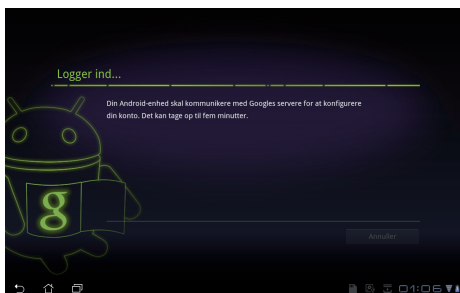 Logger ind...
Din Android-enhed skal kommunikere med Googles servere for at konfigurere
din konto. Det kan tage op til fem minutter.
g
Annuller
01:06